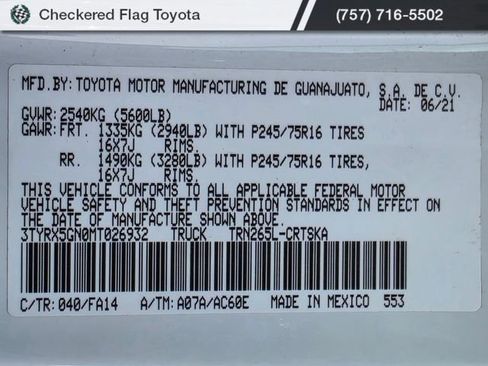 Checkered Flag Toyota (757) 716-5502
MFD.BY: TOYOTA MOTOR MANUFACTURING DE GUANAJUATO, S.A. DE C.V.
DATE: 06/21
GVWR: 2540KG (5600LB)
GAWR: FRT. 1335KG (2940LB) WITH P245/75R16 TIRES
16X7J RIMS.
RR. 1490KG (3280LB) WITH P245/75R16 TIRES,
16X7J RIMS.
THIS VEHICLE CONFORMS TO ALL APPLICABLE FEDERAL MOTOR
VEHICLE SAFETY AND THEFT PREVENTION STANDARDS IN EFFECT ON
THE DATE OF MANUFACTURE SHOWN ABOVE.
3TYRX5GN0MT026932 TRUCK TRN265L-CRTSKA
C/TR: 040/FA14 A/TM: A07A/AC60E MADE IN MEXICO 553